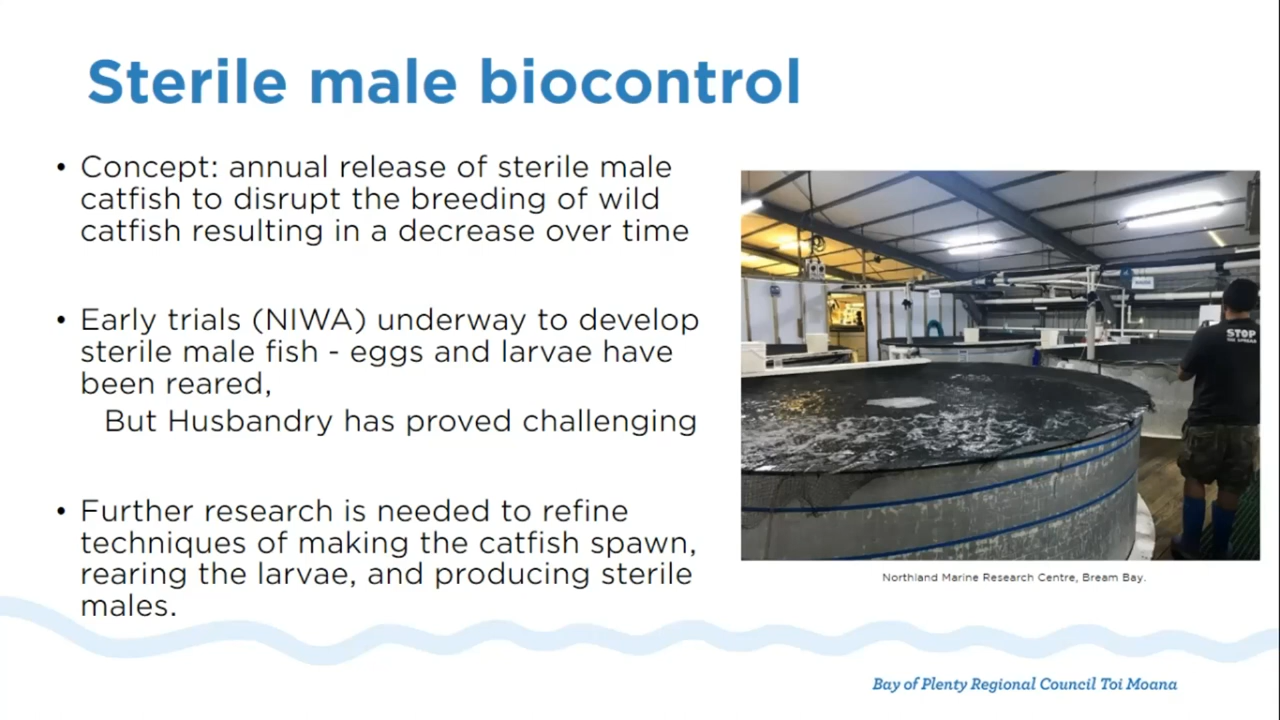 Sterile male biocontrol
• Concept: annual release of sterile male
catfish to disrupt the breeding of wild
catfish resulting in a decrease over time
• Early trials (NIWA) underway to develop
sterile male fish - eggs and larvae have
been reared,
But Husbandry has proved challenging
• Further research is needed to refine
techniques of making the catfish spawn,
rearing the larvae, and producing sterile
males.
STOP
THE SPREAD
Northland Marine Research Centre, Bream Bay.
Bay of Plenty Regional Council Toi Moana